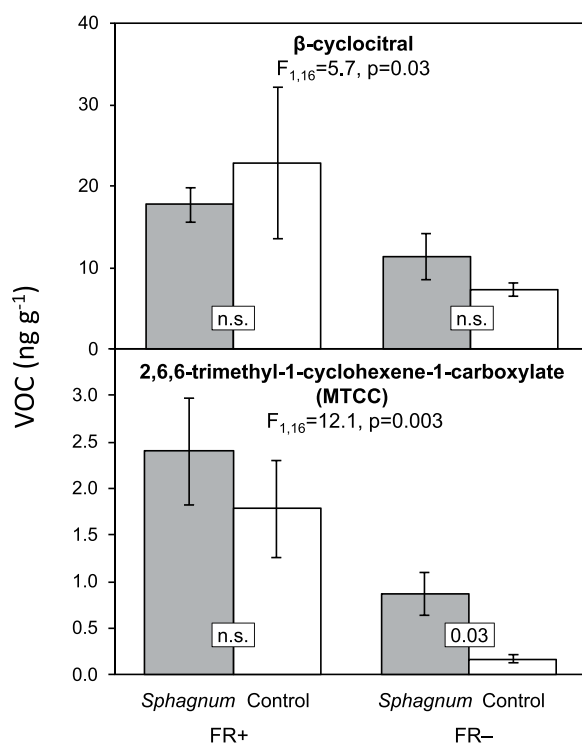 VOC (ng g⁻¹)
40
30
20
10
0
β-cyclocitral
F₁,₁₆=5.7, p=0.03
n.s.
n.s.
3.0
2.5
2.0
1.5
1.0
0.5
0.0
2,6,6-trimethyl-1-cyclohexene-1-carboxylate
(MTCC)
F₁,₁₆=12.1, p=0.003
n.s.
0.03
Sphagnum Control Sphagnum Control
FR+ FR–